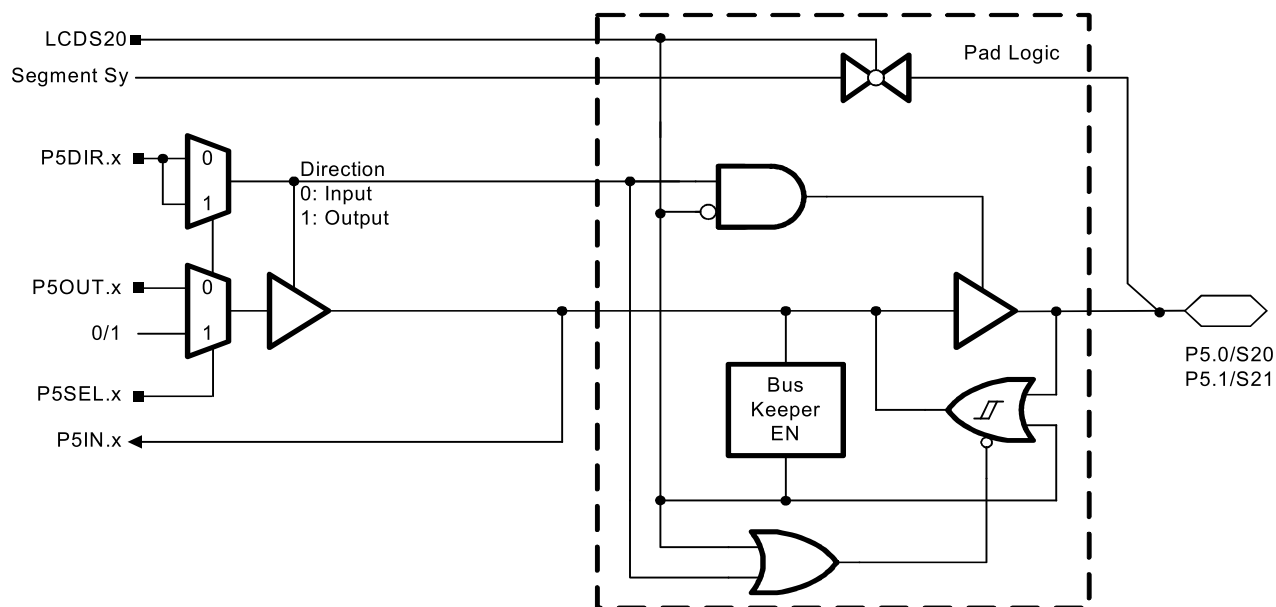 LCDS20
Pad Logic
Segment Sy
P5DIR.x
0
1
Direction
0: Input
1: Output
P5OUT.x
0
0/1
1
P5SEL.x
P5IN.x
Bus
Keeper
EN
P5.0/S20
P5.1/S21